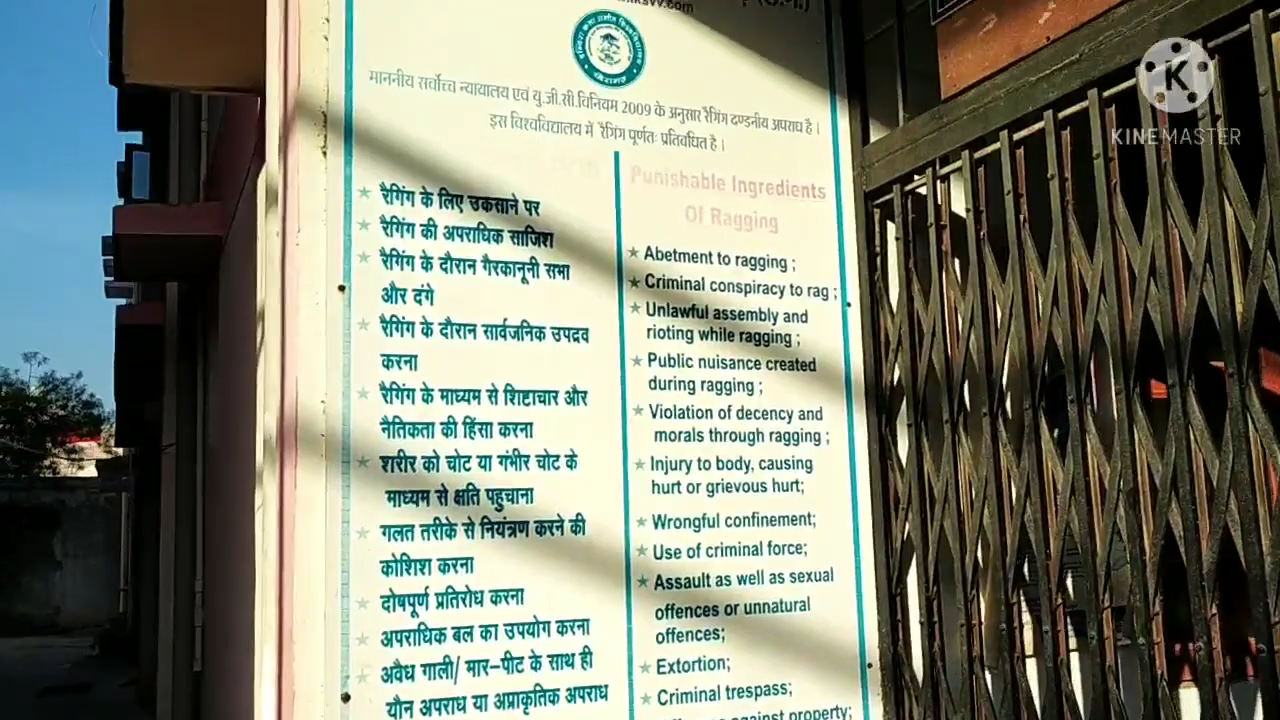 माननीय सर्वोच्च न्यायालय एवं यु.जी.सी.विनियम 2009 के अनुसार रैगिंग दण्डनीय अपराध है ।
इस विश्वविद्यालय में रैगिंग पूर्णतः प्रतिबंधित है ।
★ रैगिंग के लिए उकसाने पर
★ रैगिंग की अपराधिक साजिश
★ रैगिंग के दौरान गैरकानूनी सभा
और दंगे
★ रैगिंग के दौरान सार्वजनिक उपद्रव
करना
★ रैगिंग के माध्यम से शिष्टाचार और
नैतिकता की हिंसा करना
★ शरीर को चोट या गंभीर चोट के
माध्यम से क्षति पहुचाना
★ गलत तरीके से नियंत्रण करने की
कोशिश करना
★ दोषपूर्ण प्रतिरोध करना
★ अपराधिक बल का उपयोग करना
★ अवैध गाली/ मार-पीट के साथ ही
यौन अपराध या अप्राकृतिक अपराध
Punishable Ingredients
Of Ragging
★ Abetment to ragging ;
★ Criminal conspiracy to rag ;
★ Unlawful assembly and
rioting while ragging ;
★ Public nuisance created
during ragging ;
★ Violation of decency and
morals through ragging ;
★ Injury to body, causing
hurt or grievous hurt;
★ Wrongful confinement;
★ Use of criminal force;
★ Assault as well as sexual
offences or unnatural
offences;
★ Extortion;
★ Criminal trespass;
against property;
K
KINEMASTER